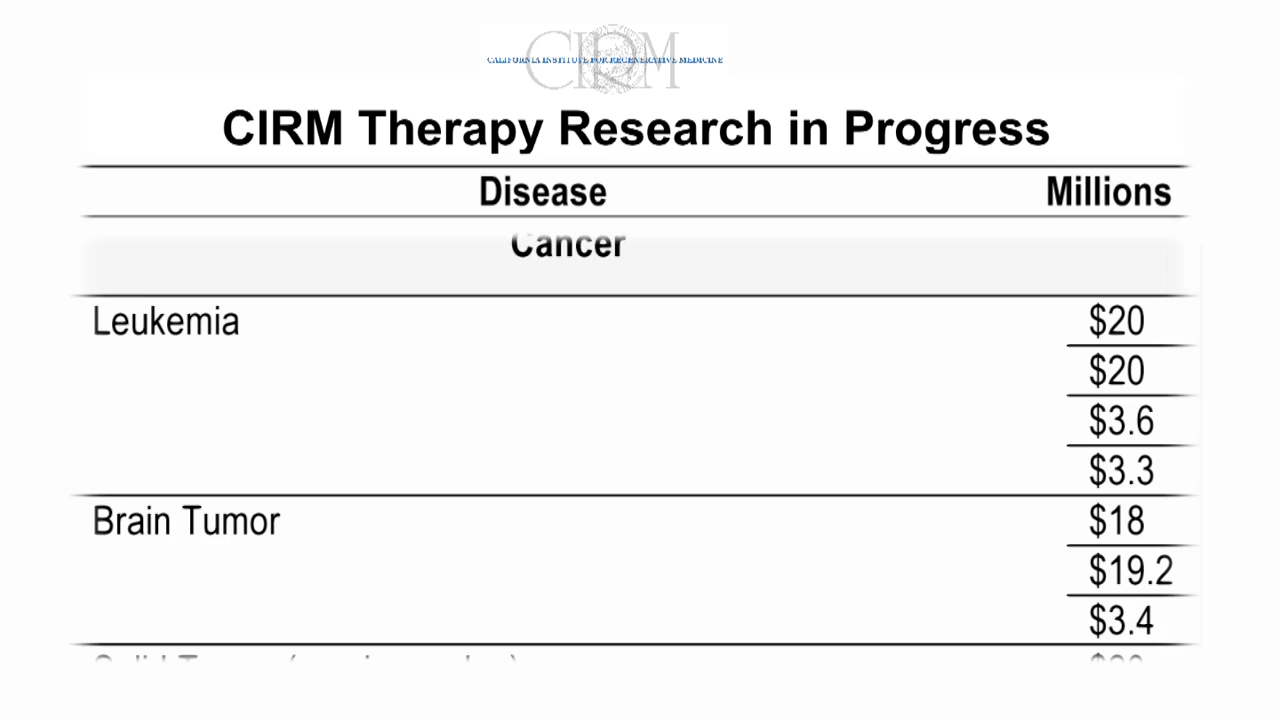 CIRM
CALIFORNIA INSTITUTE FOR REGENERATIVE MEDICINE
CIRM Therapy Research in Progress
Disease Millions
Cancer
Leukemia $20
$20
$3.6
$3.3
Brain Tumor $18
$19.2
$3.4